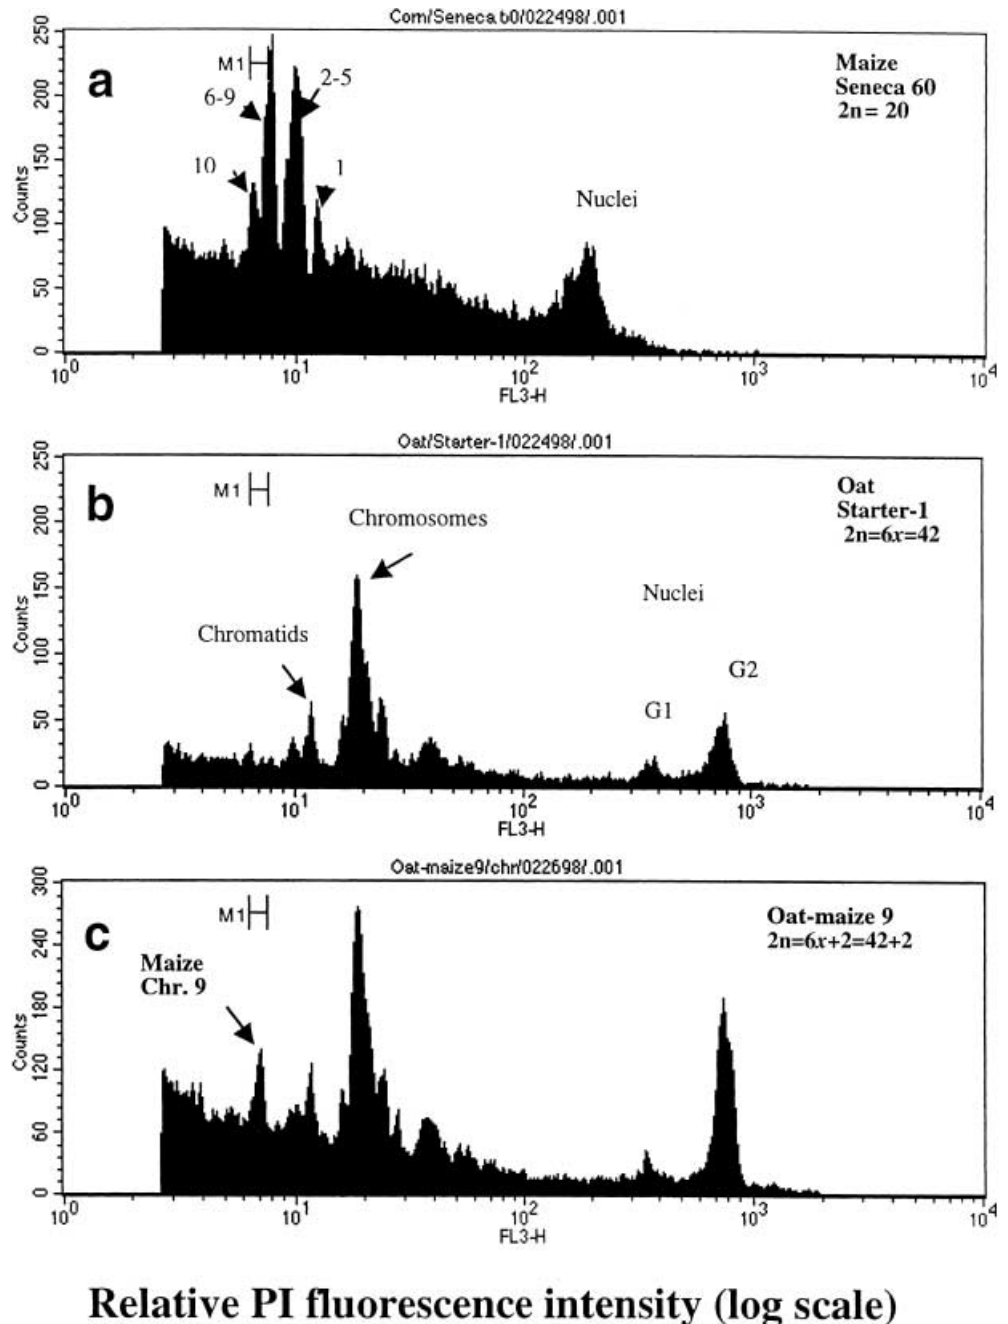 Corn/Seneca b0/022498/.001
a
Maize
Seneca 60
2n= 20
M1
6-9
2-5
10
1
Nuclei
Counts
250
200
150
100
50
0
10^0
10^1
10^2
10^3
10^4
FL3-H
Oat/Starter-1/022498/.001
b
Oat
Starter-1
2n=6x=42
M1
Chromosomes
Chromatids
Nuclei
G2
G1
Counts
250
200
150
100
50
0
10^0
10^1
10^2
10^3
10^4
FL3-H
Oat-maize9/chr/022698/.001
c
Oat-maize 9
2n=6x+2=42+2
M1
Maize
Chr. 9
Counts
300
240
180
120
60
0
10^0
10^1
10^2
10^3
10^4
FL3-H
Relative PI fluorescence intensity (log scale)